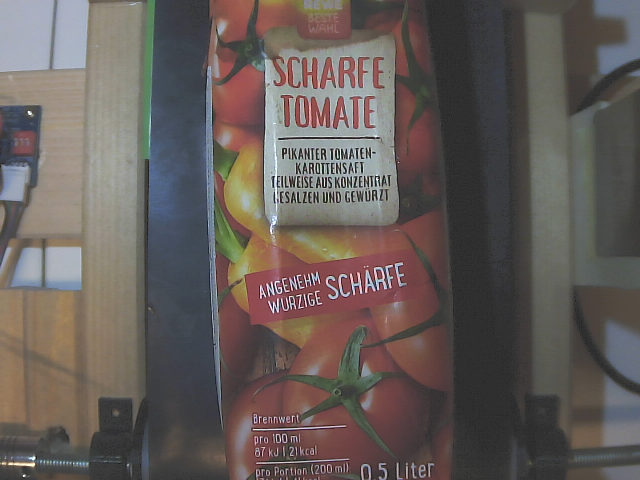 REWE
BESTE
WAHL
SCHARFE
TOMATE
PIKANTER TOMATEN-
KAROTTENSAFT
TEILWEISE AUS KONZENTRAT
GESALZEN UND GEWÜRZT
ANGENEHM
WÜRZIGE SCHÄRFE
Brennwert
pro 100 ml
87 kJ | 21 kcal
pro Portion (200 ml)
0,5 Liter